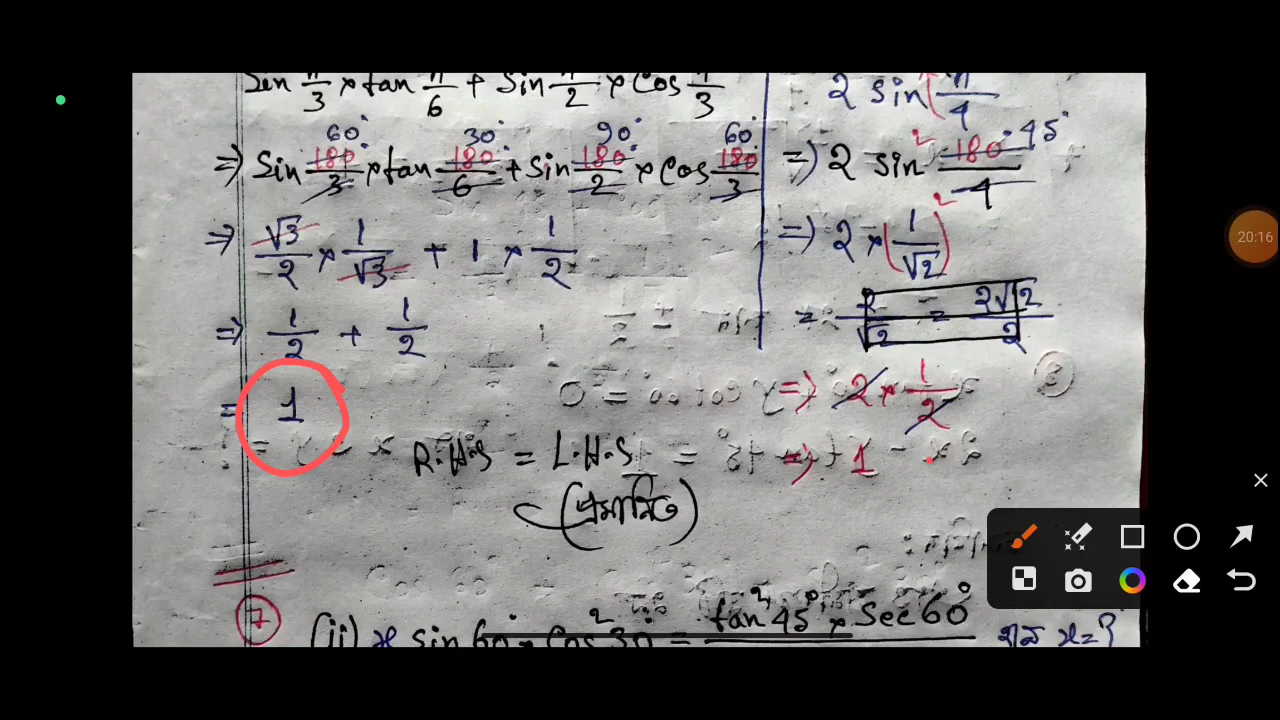 Sin π/3 × tan π/6 + Sin π/2 × Cos π/3
60° 30° 90° 60°
⇒ Sin 180°/3 × tan 180°/6 + Sin 180°/2 × Cos 180°/3
⇒ √3/2 × 1/√3 + 1 × 1/2
⇒ 1/2 + 1/2
= 1
2 sin² π/4
⇒ 2 sin² 180°/4 45°
⇒ 2 × (1/√2)²
= 2/√2 = 2√2/2
⇒ 2 × 1/2
⇒ 1
R.H.S = L.H.S
(প্রমানিত)
7 (ii) x sin 60° cos² 30° = tan² 45° × Sec 60° x = ?
20:16